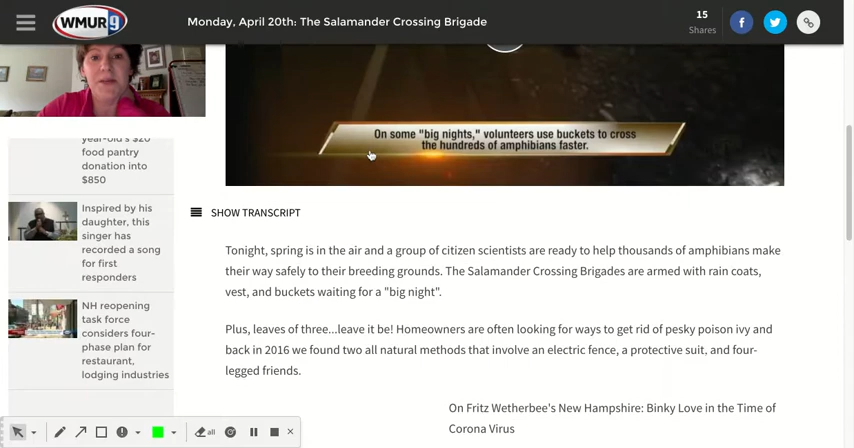 WMUR 9
Monday, April 20th: The Salamander Crossing Brigade
15
Shares
On some "big nights," volunteers use buckets to cross
the hundreds of amphibians faster.
year-old's $20
food pantry
donation into
$850
Inspired by his
daughter, this
singer has
recorded a song
for first
responders
NH reopening
task force
considers four-
phase plan for
restaurant,
lodging industries
SHOW TRANSCRIPT
Tonight, spring is in the air and a group of citizen scientists are ready to help thousands of amphibians make
their way safely to their breeding grounds. The Salamander Crossing Brigades are armed with rain coats,
vest, and buckets waiting for a "big night".
Plus, leaves of three...leave it be! Homeowners are often looking for ways to get rid of pesky poison ivy and
back in 2016 we found two all natural methods that involve an electric fence, a protective suit, and four-
legged friends.
On Fritz Wetherbee's New Hampshire: Binky Love in the Time of
Corona Virus
all